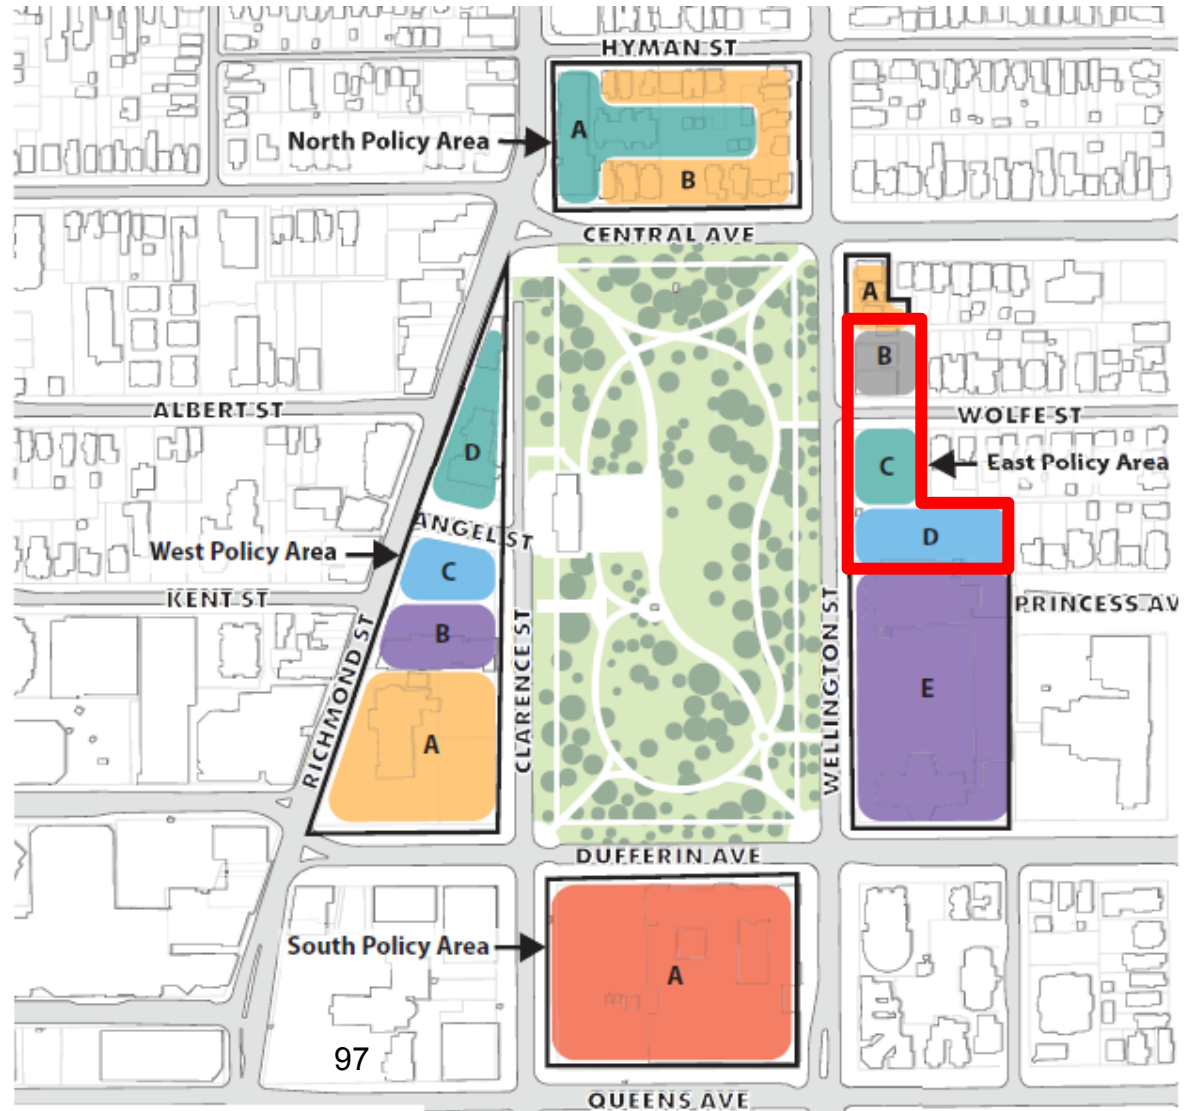 HYMAN ST
North Policy Area
A
B
CENTRAL AVE
A
B
ALBERT ST
WOLFE ST
D
C
East Policy Area
ANGEL ST
West Policy Area
D
C
KENT ST
PRINCESS AV
B
RICHMOND ST
CLARENCE ST
WELLINGTON ST
E
A
DUFFERIN AVE
South Policy Area
A
97
QUEENS AVE